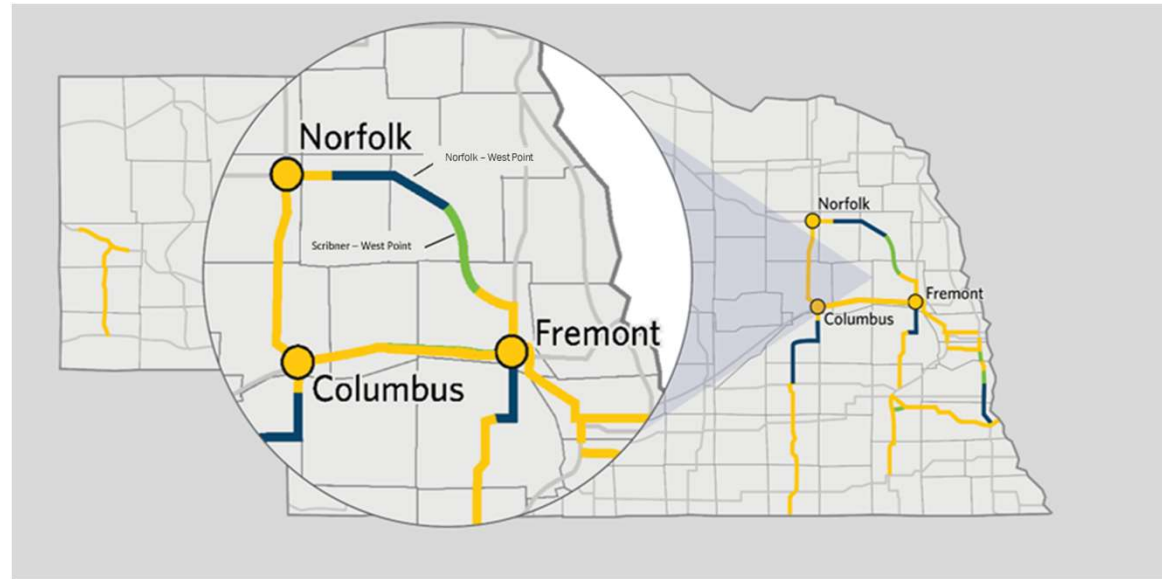 Norfolk
Norfolk – West Point
Scribner – West Point
Fremont
Columbus
Norfolk
Fremont
Columbus